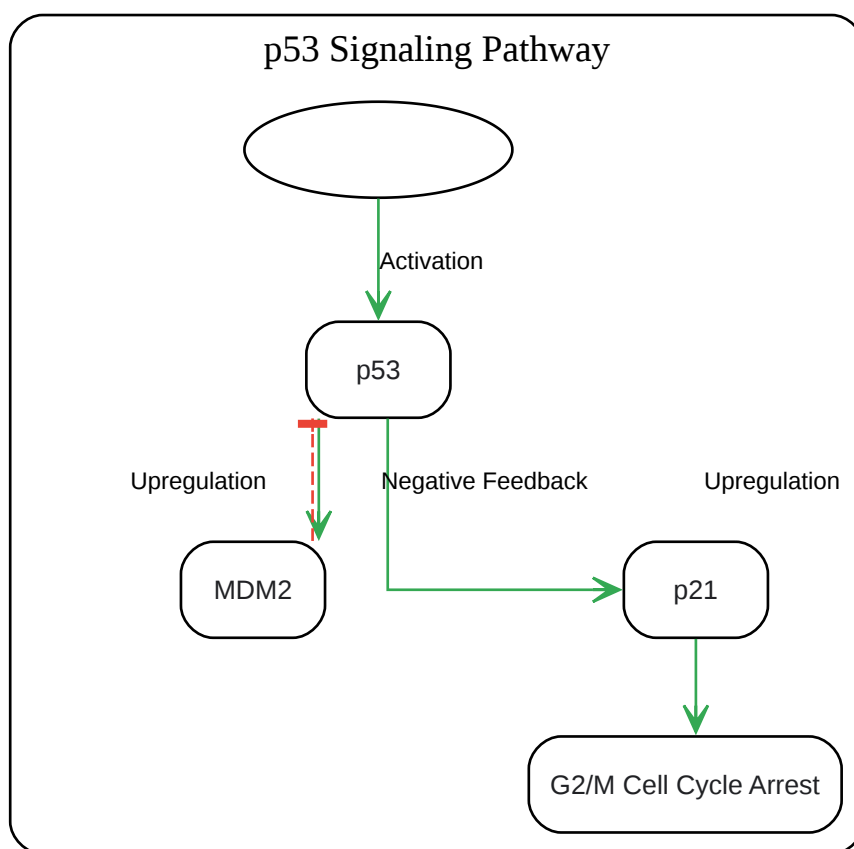 p53 Signaling Pathway
Activation
p53
Upregulation
Negative Feedback
Upregulation
MDM2
p21
G2/M Cell Cycle Arrest